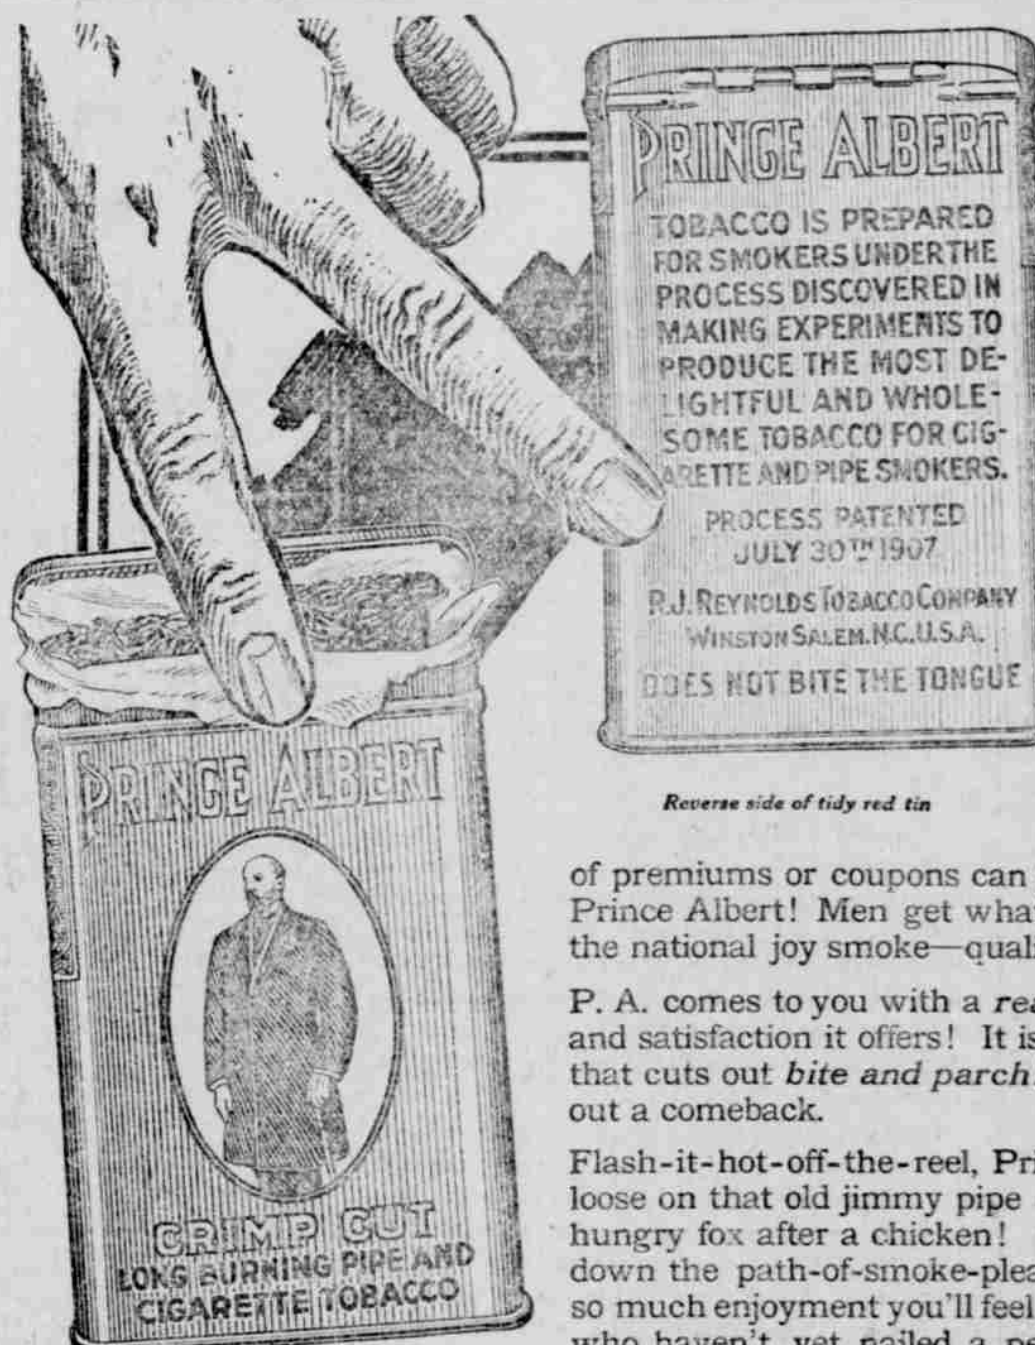 PRINCE ALBERT
TOBACCO IS PREPARED
FOR SMOKERS UNDER THE
PROCESS DISCOVERED IN
MAKING EXPERIMENTS TO
PRODUCE THE MOST DE-
LIGHTFUL AND WHOLE-
SOME TOBACCO FOR CIG-
ARETTE AND PIPE SMOKERS.
PROCESS PATENTED
JULY 30TH 1907
R.J. REYNOLDS TOBACCO COMPANY
WINSTON SALEM. N.C. U.S.A.
DOES NOT BITE THE TONGUE
Reverse side of tidy red tin
PRINCE ALBERT
CRIMP CUT
LONG BURNING PIPE AND
CIGARETTE TOBACCO
of premiums or coupons can
Prince Albert! Men get wha
the national joy smoke—qual
P. A. comes to you with a rea
and satisfaction it offers! It is
that cuts out bite and parch.
out a comeback.
Flash-it-hot-off-the-reel, Pri
loose on that old jimmy pipe
hungry fox after a chicken!
down the path-of-smoke-plea
so much enjoyment you'll feel
who haven't yet nailed a